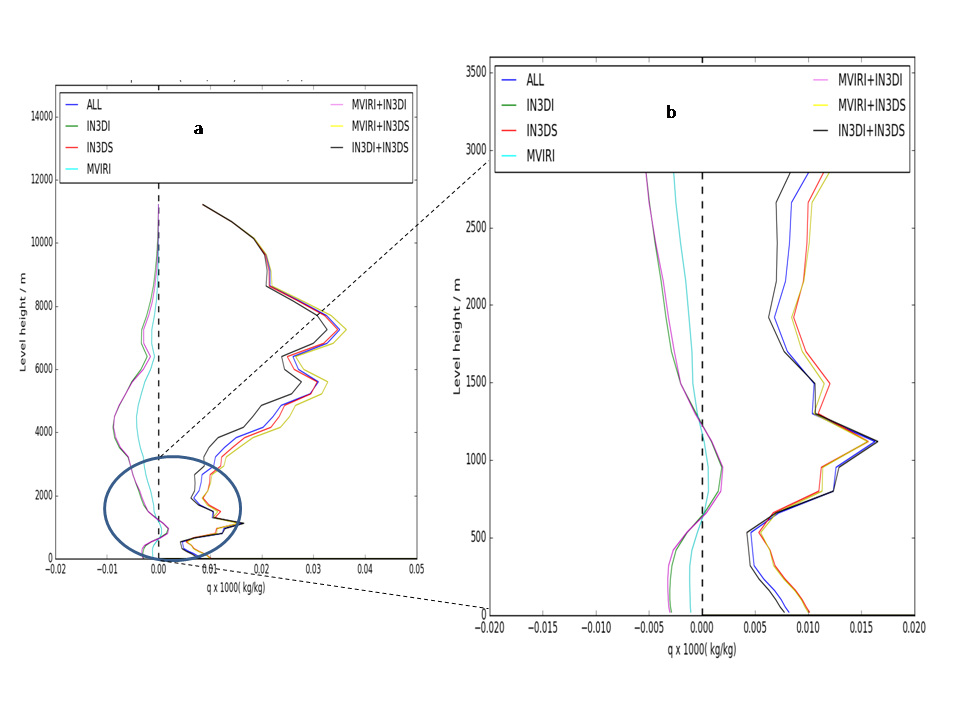 a
ALL
IN3DI
IN3DS
MVIRI
MVIRI+IN3DI
MVIRI+IN3DS
IN3DI+IN3DS
Level height / m
14000
12000
10000
8000
6000
4000
2000
0
−0.02 −0.01 0.00 0.01 0.02 0.03 0.04 0.05
q x 1000( kg/kg)
b
ALL
IN3DI
IN3DS
MVIRI
MVIRI+IN3DI
MVIRI+IN3DS
IN3DI+IN3DS
Level height / m
3500
3000
2500
2000
1500
1000
500
0
−0.020 −0.015 −0.010 −0.005 0.000 0.005 0.010 0.015 0.020
q x 1000( kg/kg)